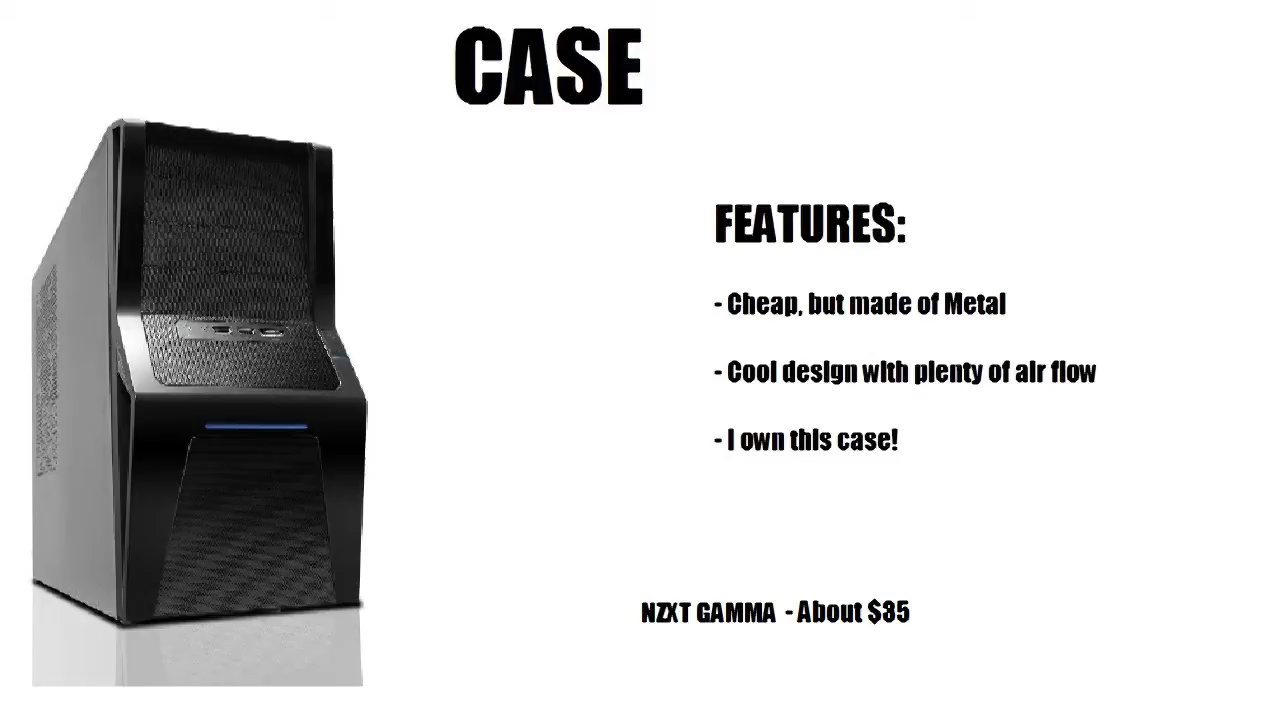 CASE
FEATURES:
- Cheap, but made of Metal
- Cool design with plenty of air flow
- I own this case!
NZXT GAMMA - About $35